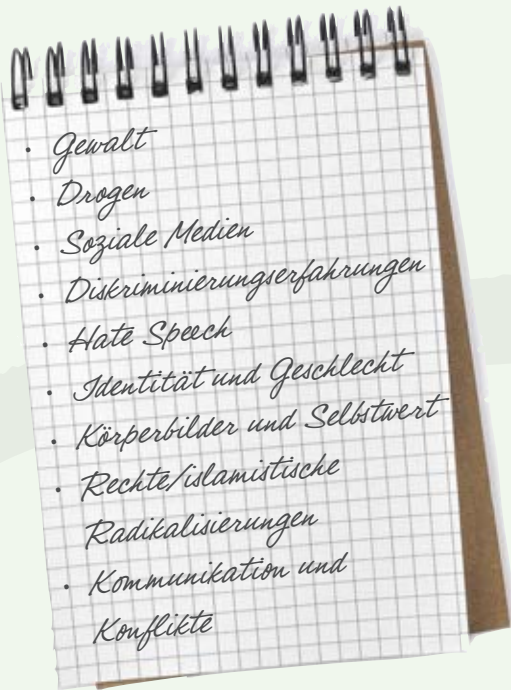 • Gewalt
• Drogen
• Soziale Medien
• Diskriminierungserfahrungen
• Hate Speech
• Identität und Geschlecht
• Körperbilder und Selbstwert
• Rechte/islamistische
Radikalisierungen
• Kommunikation und
Konflikte